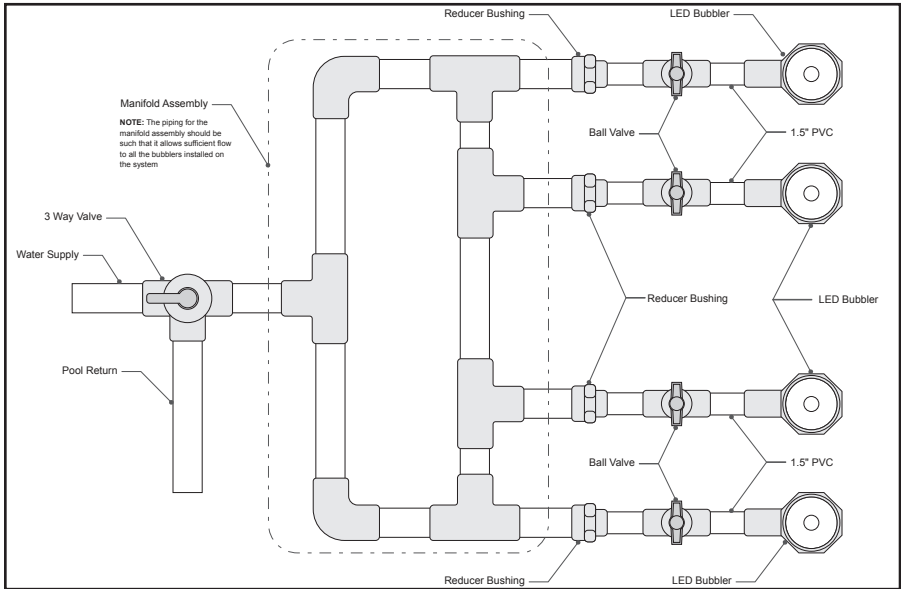 Reducer Bushing
LED Bubbler
Manifold Assembly
NOTE: The piping for the
manifold assembly should be
such that it allows sufficient flow
to all the bubblers installed on
the system
Ball Valve
1.5" PVC
3 Way Valve
Water Supply
Reducer Bushing
LED Bubbler
Pool Return
Ball Valve
1.5" PVC
Reducer Bushing
LED Bubbler